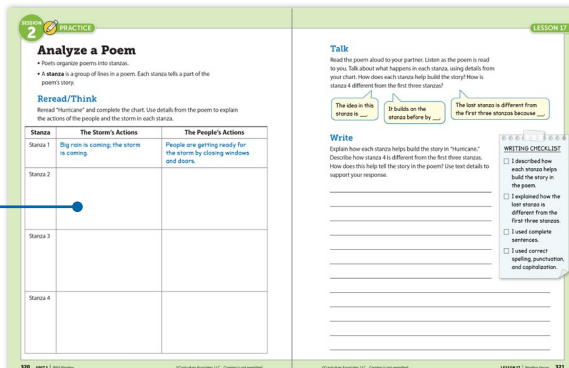 SESSION
2
PRACTICE
Analyze a Poem
• Poets organize poems into stanzas.
• A stanza is a group of lines in a poem. Each stanza tells a part of the
poem's story.
Reread/Think
Reread "Hurricane" and complete the chart. Use details from the poem to explain
the actions of the people and the storm in each stanza.
Stanza The Storm's Actions The People's Actions
Stanza 1 Big rain is coming; the storm is coming. People are getting ready for the storm by closing windows and doors.
Stanza 2
Stanza 3
Stanza 4
320
LESSON 17
Talk
Read the poem aloud to your partner. Listen as the poem is read
to you. Talk about what happens in each stanza, using details from
your chart. How does each stanza help build the story? How is
stanza 4 different from the first three stanzas?
The idea in this
stanza is __.
It builds on the
stanza before by __.
The last stanza is different from
the first three stanzas because __.
Write
Explain how each stanza helps build the story in "Hurricane."
Describe how stanza 4 is different from the first three stanzas.
How does this help tell the story in the poem? Use text details to
support your response.
WRITING CHECKLIST
I described how
each stanza helps
build the story in
the poem.
I explained how the
last stanza is
different from the
first three stanzas.
I used complete
sentences.
I used correct
spelling, punctuation,
and capitalization.
LESSON 17
321